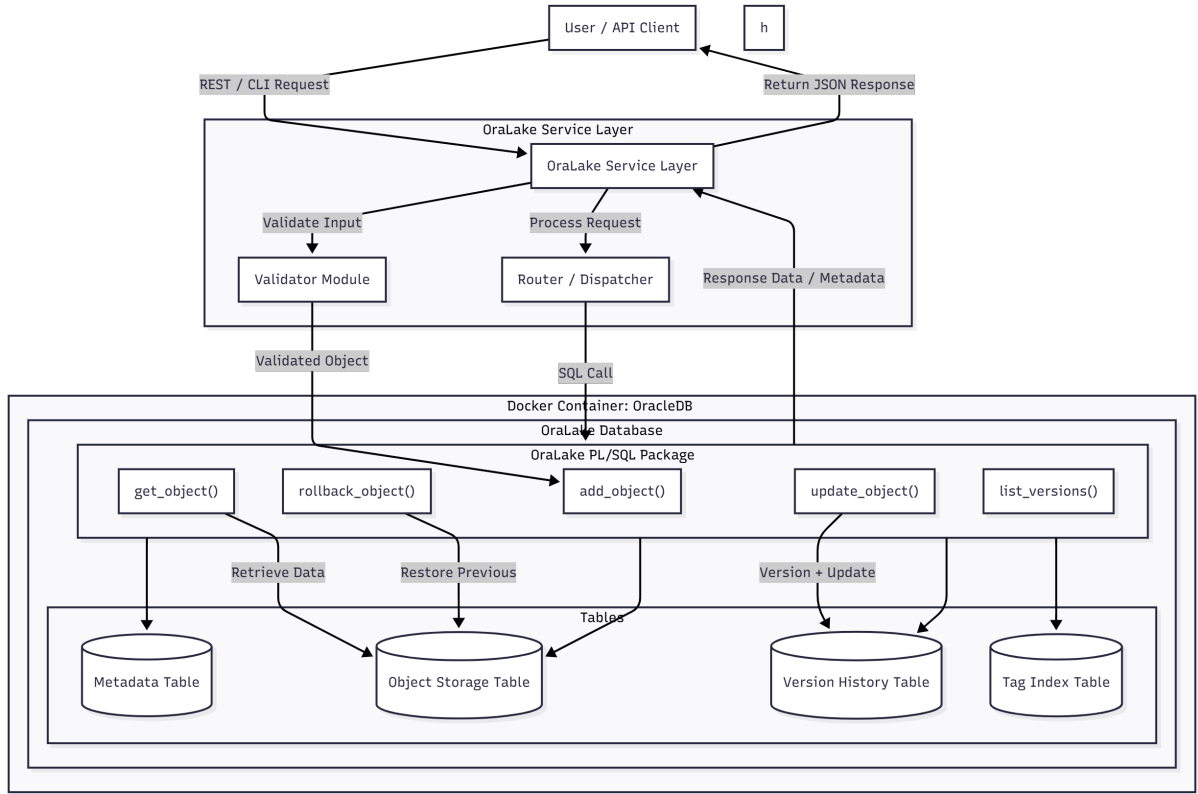 User / API Client
h
REST / CLI Request
Return JSON Response
OraLake Service Layer
OraLake Service Layer
Validate Input
Process Request
Validator Module
Router / Dispatcher
Response Data / Metadata
Validated Object
SQL Call
Docker Container: OracleDB
OraLake Database
OraLake PL/SQL Package
get_object()
rollback_object()
add_object()
update_object()
list_versions()
Retrieve Data
Restore Previous
Version + Update
Tables
Metadata Table
Object Storage Table
Version History Table
Tag Index Table